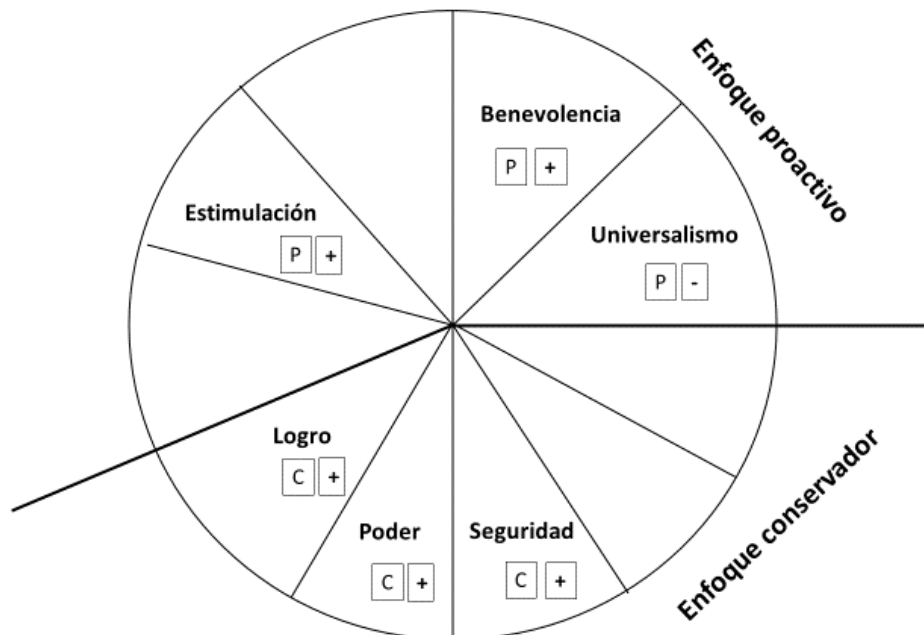 Enfoque proactivo
Benevolencia
P +
Estimulación
P +
Universalismo
P -
Logro
C +
Poder
C +
Seguridad
C +
Enfoque conservador